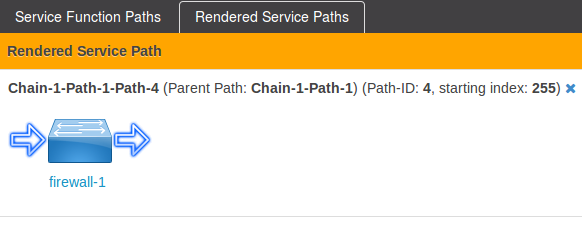 Service Function Paths
Rendered Service Paths
Rendered Service Path
Chain-1-Path-1-Path-4 (Parent Path: Chain-1-Path-1) (Path-ID: 4, starting index: 255)
firewall-1